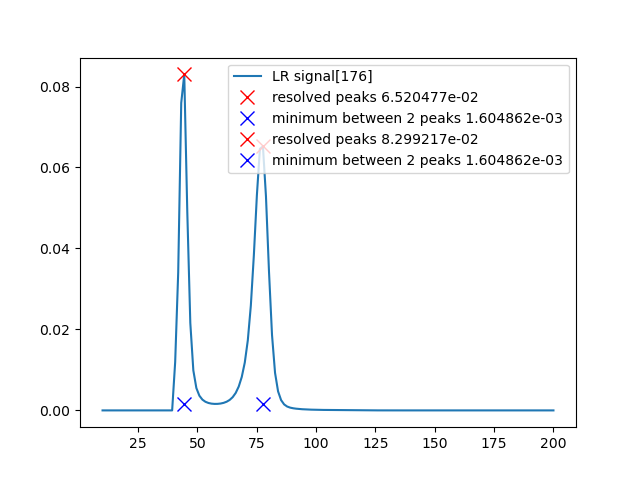 LR signal[176]
resolved peaks 6.520477e-02
minimum between 2 peaks 1.604862e-03
resolved peaks 8.299217e-02
minimum between 2 peaks 1.604862e-03
0.08
0.06
0.04
0.02
0.00
25 50 75 100 125 150 175 200